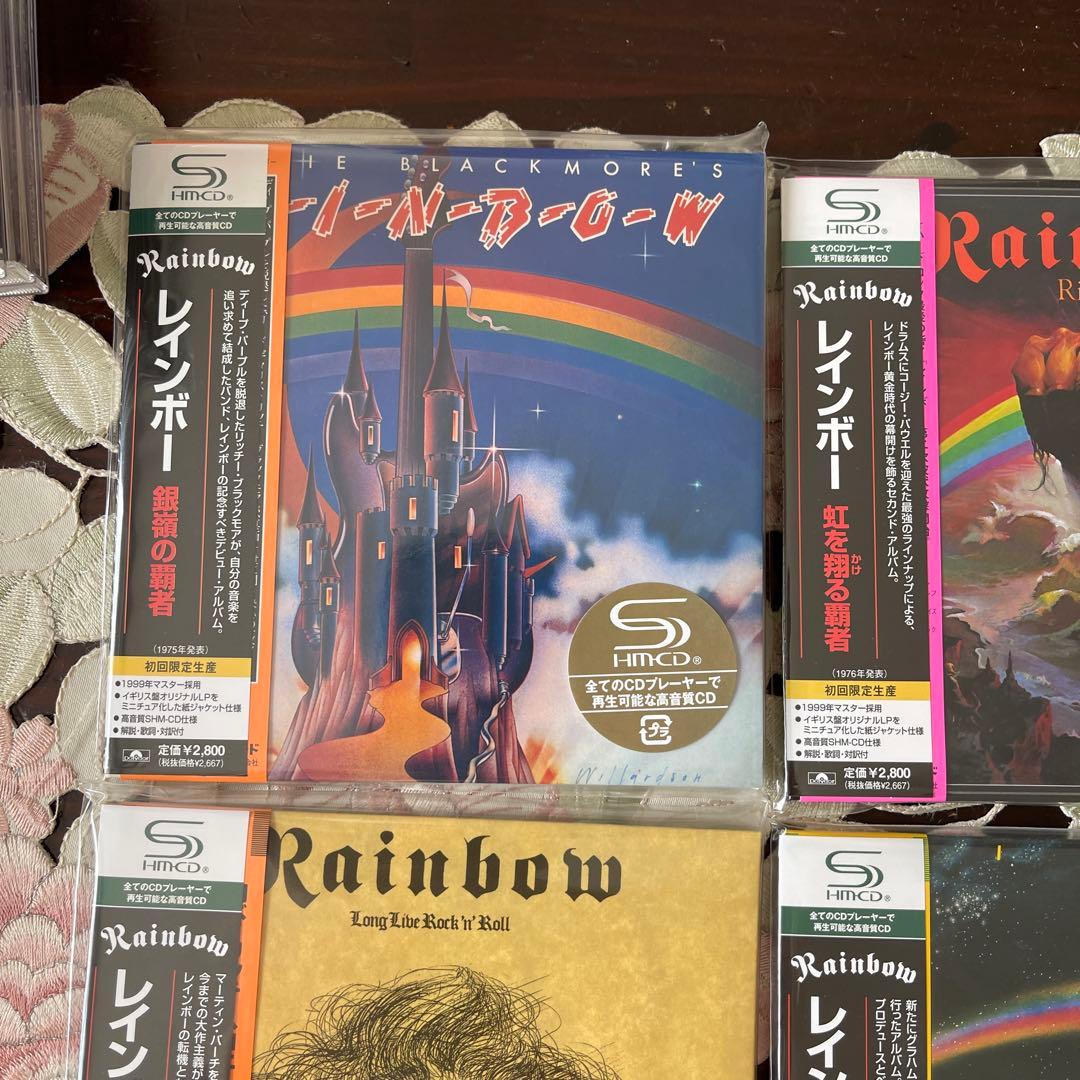 HM-CD®
全てのCDプレーヤーで
再生可能な高音質CD
Rainbow
レインボー
銀嶺の覇者
ディープ・パープルを脱退したリッチー・ブラックモアが、自分の音楽を
追い求めて結成したバンド、レインボーの記念すべきデビュー・アルバム。
(1975年発表)
初回限定生産
●1999年マスター採用
●イギリス盤オリジナルLPを
ミニチュア化した紙ジャケット仕様
●高音質SHM-CD仕様
●解説・歌詞・対訳付
定価¥2,800
(税抜価格¥2,667)
HE BLACKMORE'S
-I-N-B-O-W
SHM-CD®
全てのCDプレーヤーで
再生可能な高音質CD
Willardson
SHM-CD®
全てのCDプレーヤーで
再生可能な高音質CD
Rainbow
レインボー
虹を翔る覇者
かけ
ドラムスにコージー・パウエルを迎えた最強のラインナップによる、
レインボー黄金時代の幕開けを飾るセカンド・アルバム。
(1976年発表)
初回限定生産
●1999年マスター採用
●イギリス盤オリジナルLPを
ミニチュア化した紙ジャケット仕様
●高音質SHM-CD仕様
●解説・歌詞・対訳付
定価¥2,800
(税抜価格¥2,667)
Rai
Ri
SHM-CD®
全てのCDプレーヤーで
再生可能な高音質CD
Rainbow
レイン
マーティン・バーチを
今までの大作主義が
レインボーの転機と
Rainbow
Long Live Rock 'n' Roll
SHM-CD®
全てのCDプレーヤーで
再生可能な高音質CD
Rainbow
レイン
新たにグラハム
行ったアルバム。
プロデュースと